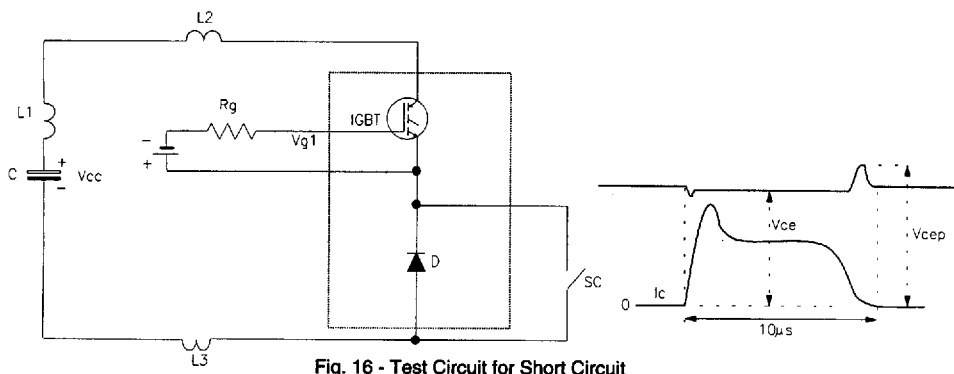 L2
L1
Rg
IGBT
Vg1
-
+
+
C
Vcc
-
D
SC
L3
Vce
Vcep
0
Ic
10μs
Fig. 16 - Test Circuit for Short Circuit